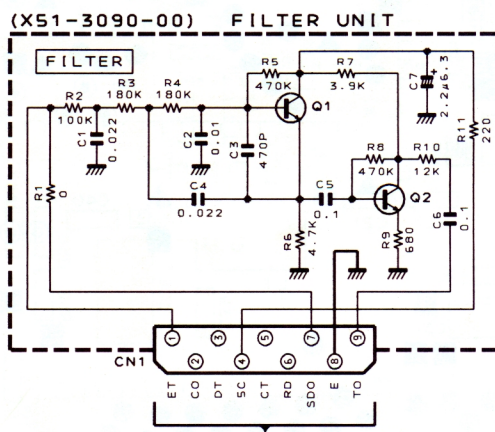 (X51-3090-00) FILTER UNIT
FILTER
R2
100K
R3
180K
R4
180K
R5
470K
R7
3.9K
Q1
C7
+
2.2µ6.3
R11
220
C1
0.022
C2
0.01
C3
470P
R1
0
C4
0.022
C5
0.1
R8
470K
R10
12K
Q2
C6
0.1
R6
4.7K
R9
680
CN1
1
3
5
7
9
2
4
6
8
ET
CO
DT
5C
CT
RD
SDO
E
TO